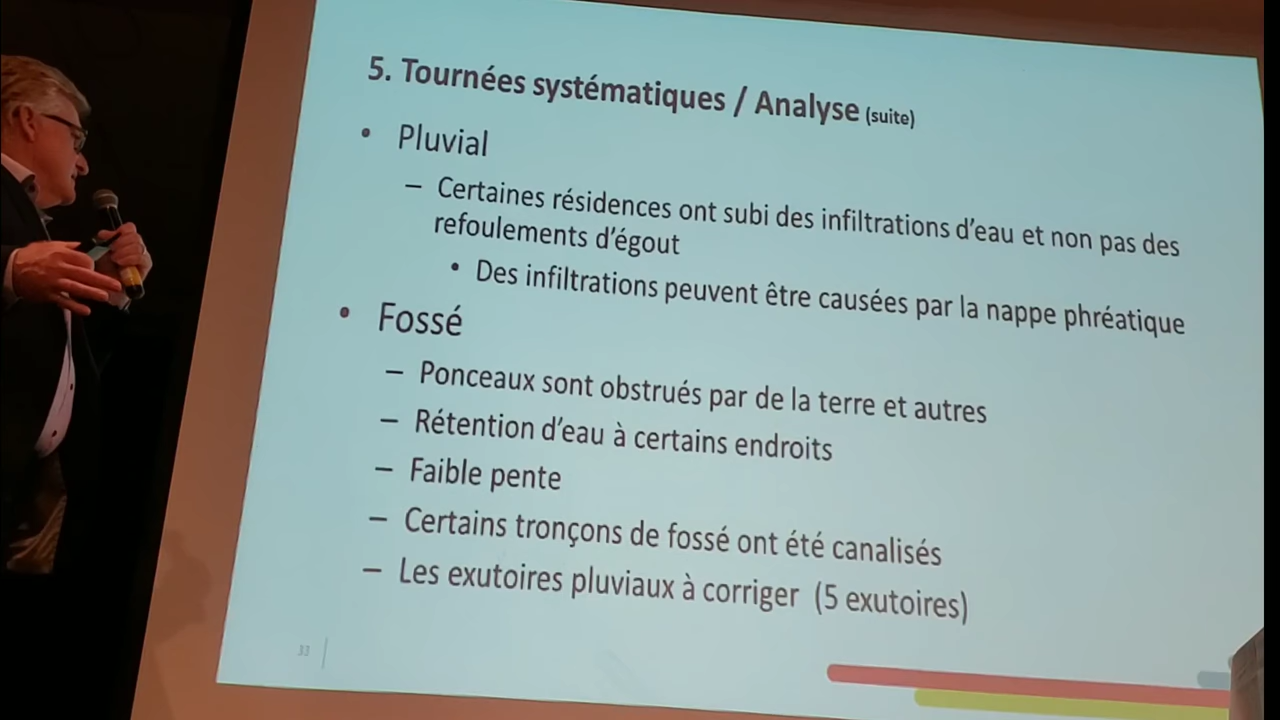 5. Tournées systématiques / Analyse (suite)
• Pluvial
– Certaines résidences ont subi des infiltrations d'eau et non pas des
refoulements d'égout
• Des infiltrations peuvent être causées par la nappe phréatique
• Fossé
– Ponceaux sont obstrués par de la terre et autres
– Rétention d'eau à certains endroits
– Faible pente
– Certains tronçons de fossé ont été canalisés
– Les exutoires pluviaux à corriger (5 exutoires)
33